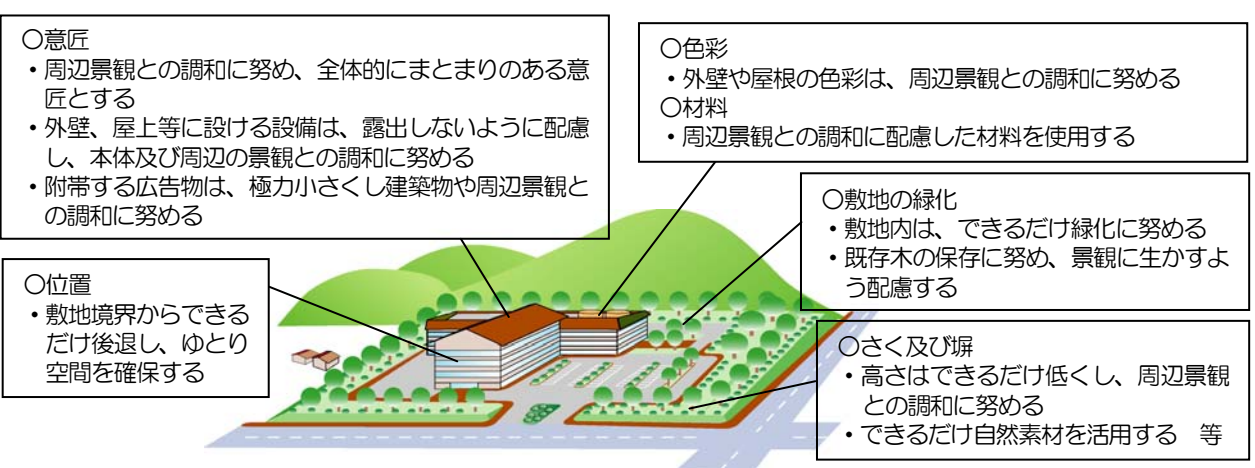 〇意匠
・周辺景観との調和に努め、全体的にまとまりのある意
匠とする
・外壁、屋上等に設ける設備は、露出しないように配慮
し、本体及び周辺の景観との調和に努める
・附帯する広告物は、極力小さくし建築物や周辺景観と
の調和に努める
〇色彩
・外壁や屋根の色彩は、周辺景観との調和に努める
〇材料
・周辺景観との調和に配慮した材料を使用する
〇敷地の緑化
・敷地内は、できるだけ緑化に努める
・既存木の保存に努め、景観に生かすよ
う配慮する
〇位置
・敷地境界からできる
だけ後退し、ゆとり
空間を確保する
〇さく及び塀
・高さはできるだけ低くし、周辺景観
との調和に努める
・できるだけ自然素材を活用する　等